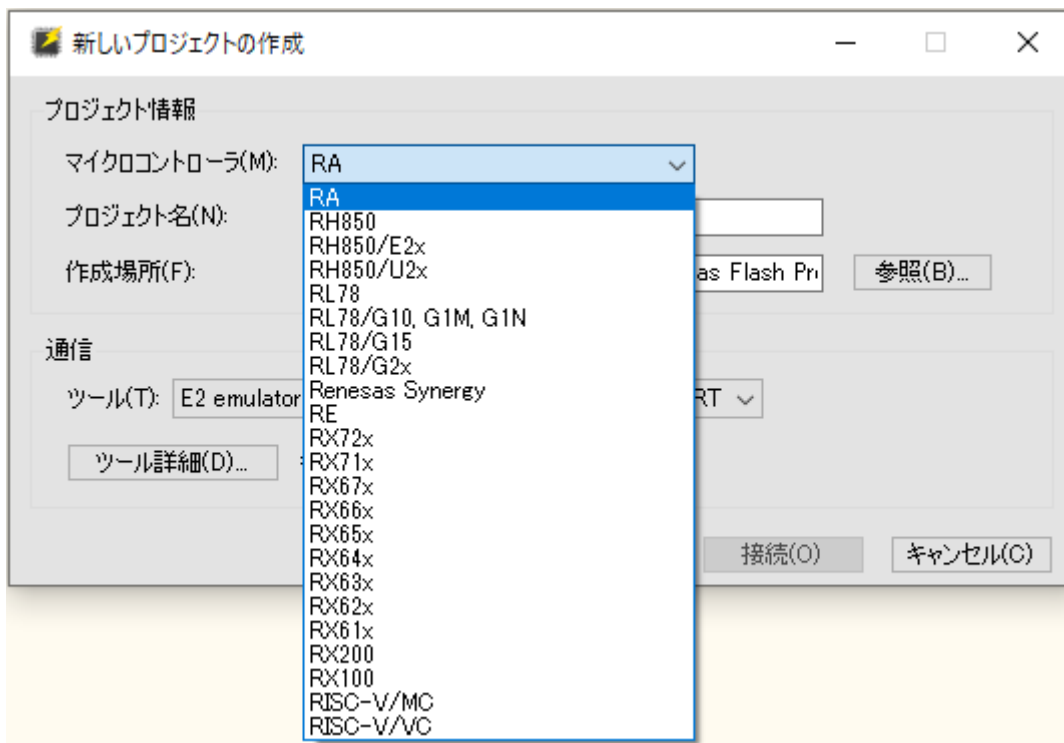 新しいプロジェクトの作成
プロジェクト情報
マイクロコントローラ(M): RA
プロジェクト名(N):
作成場所(F): as Flash Pr 参照(B)...
RA
RH850
RH850/E2x
RH850/U2x
RL78
RL78/G10, G1M, G1N
RL78/G15
RL78/G2x
Renesas Synergy
RE
RX72x
RX71x
RX67x
RX66x
RX65x
RX64x
RX63x
RX62x
RX61x
RX200
RX100
RISC-V/MC
RISC-V/VC
通信
ツール(T): E2 emulator RT
ツール詳細(D)...
接続(O) キャンセル(C)